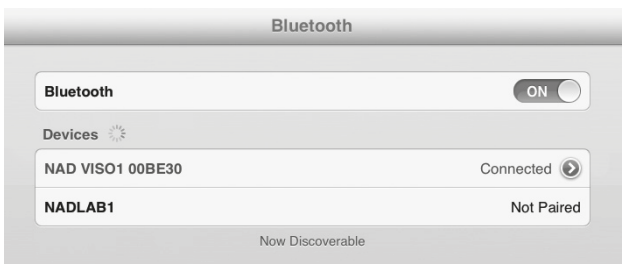 Bluetooth
Bluetooth ON
Devices
NAD VISO1 00BE30 Connected
NADLAB1 Not Paired
Now Discoverable